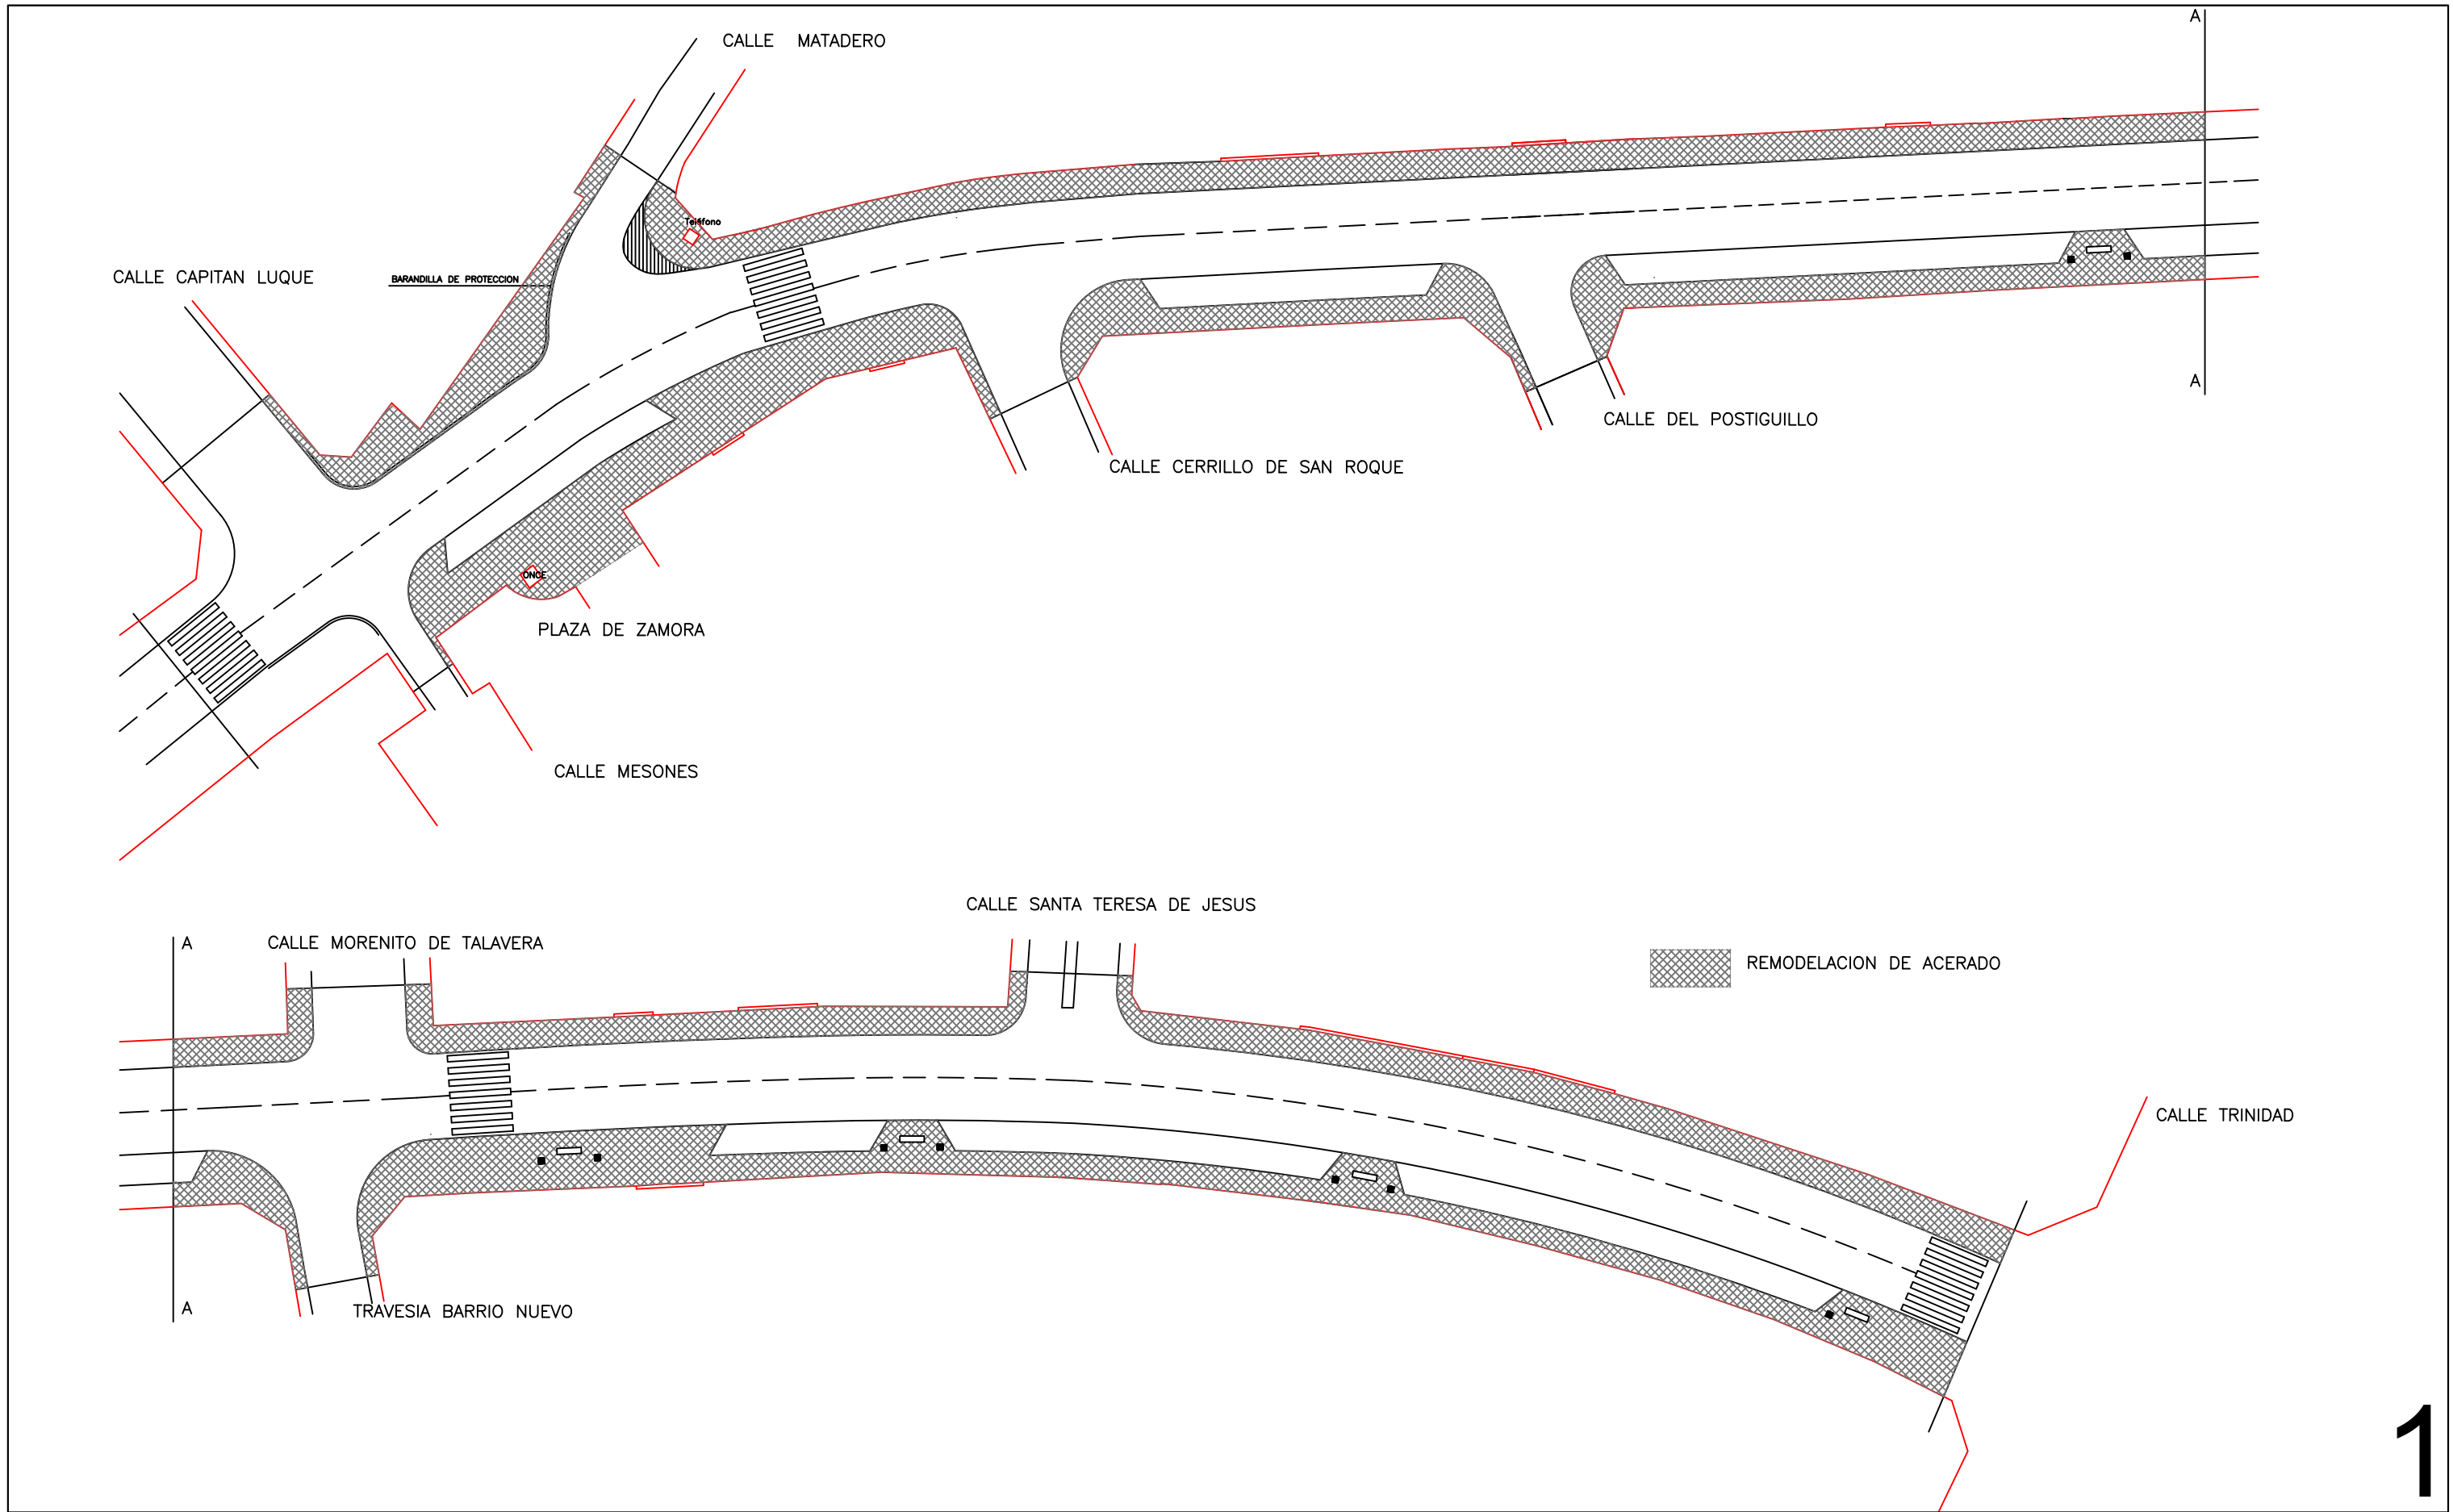 A
CALLE MATADERO
Teléfono
CALLE CAPITAN LUQUE
BARANDILLA DE PROTECCION
A
CALLE DEL POSTIGUILLO
CALLE CERRILLO DE SAN ROQUE
ONCE
PLAZA DE ZAMORA
CALLE MESONES
CALLE SANTA TERESA DE JESUS
A
CALLE MORENITO DE TALAVERA
REMODELACION DE ACERADO
CALLE TRINIDAD
A
TRAVESIA BARRIO NUEVO
1